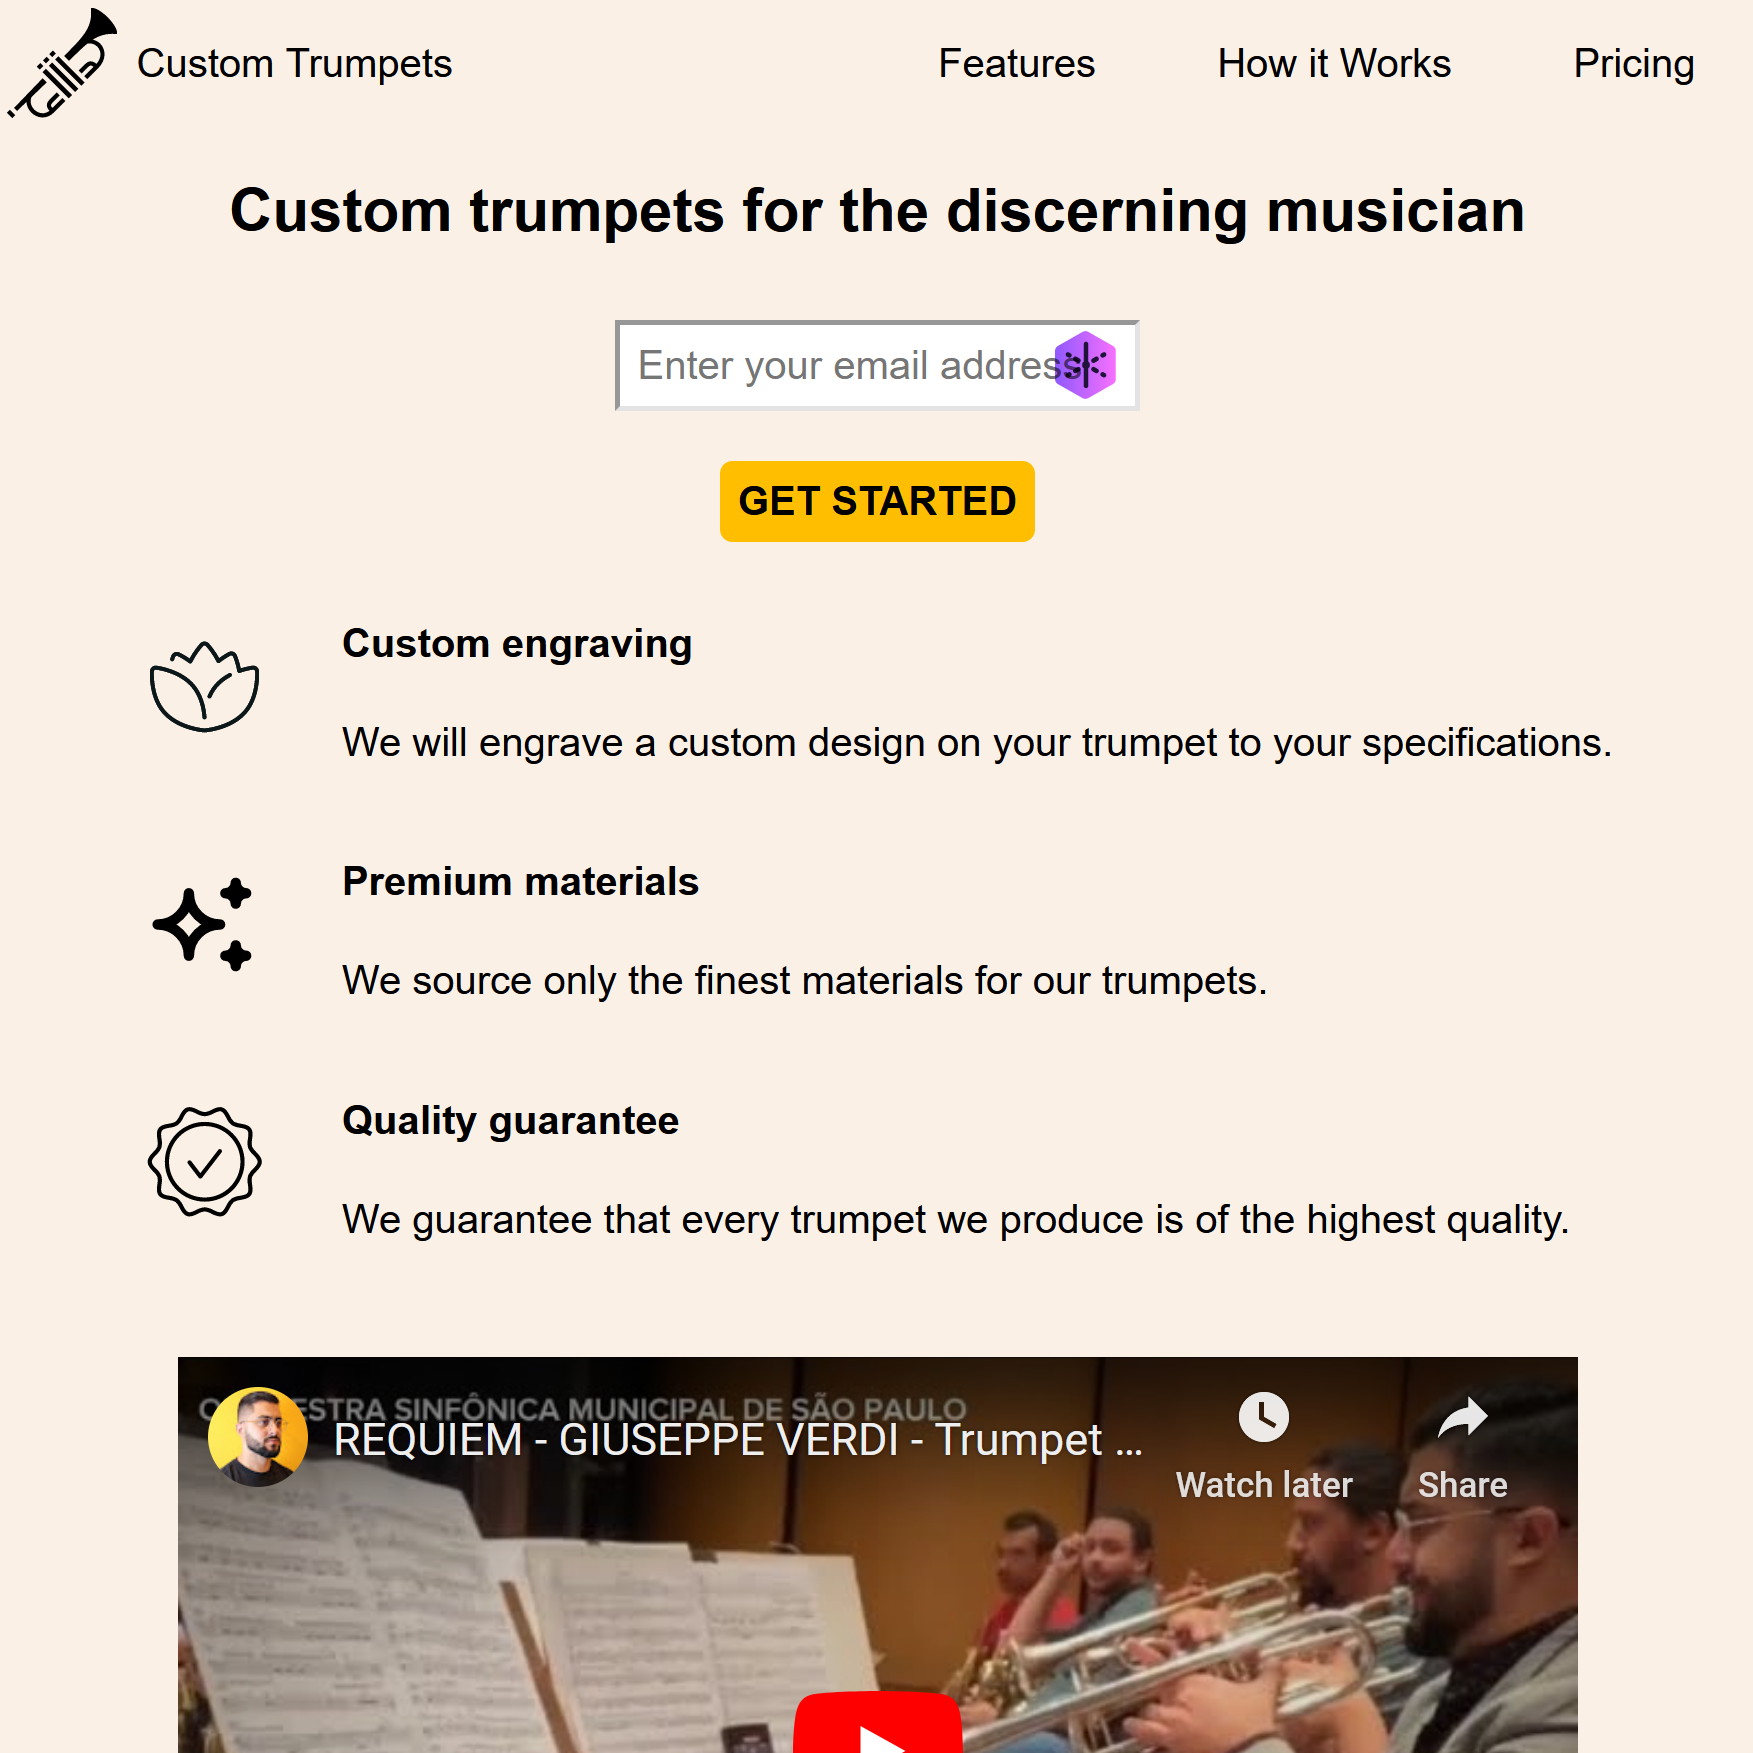 Custom Trumpets
Features
How it Works
Pricing
Custom trumpets for the discerning musician
Enter your email address
GET STARTED
Custom engraving
We will engrave a custom design on your trumpet to your specifications.
Premium materials
We source only the finest materials for our trumpets.
Quality guarantee
We guarantee that every trumpet we produce is of the highest quality.
SINFÔNICA MUNICIPAL DE SÃO PAULO
REQUIEM - GIUSEPPE VERDI - Trumpet ...
Watch later
Share